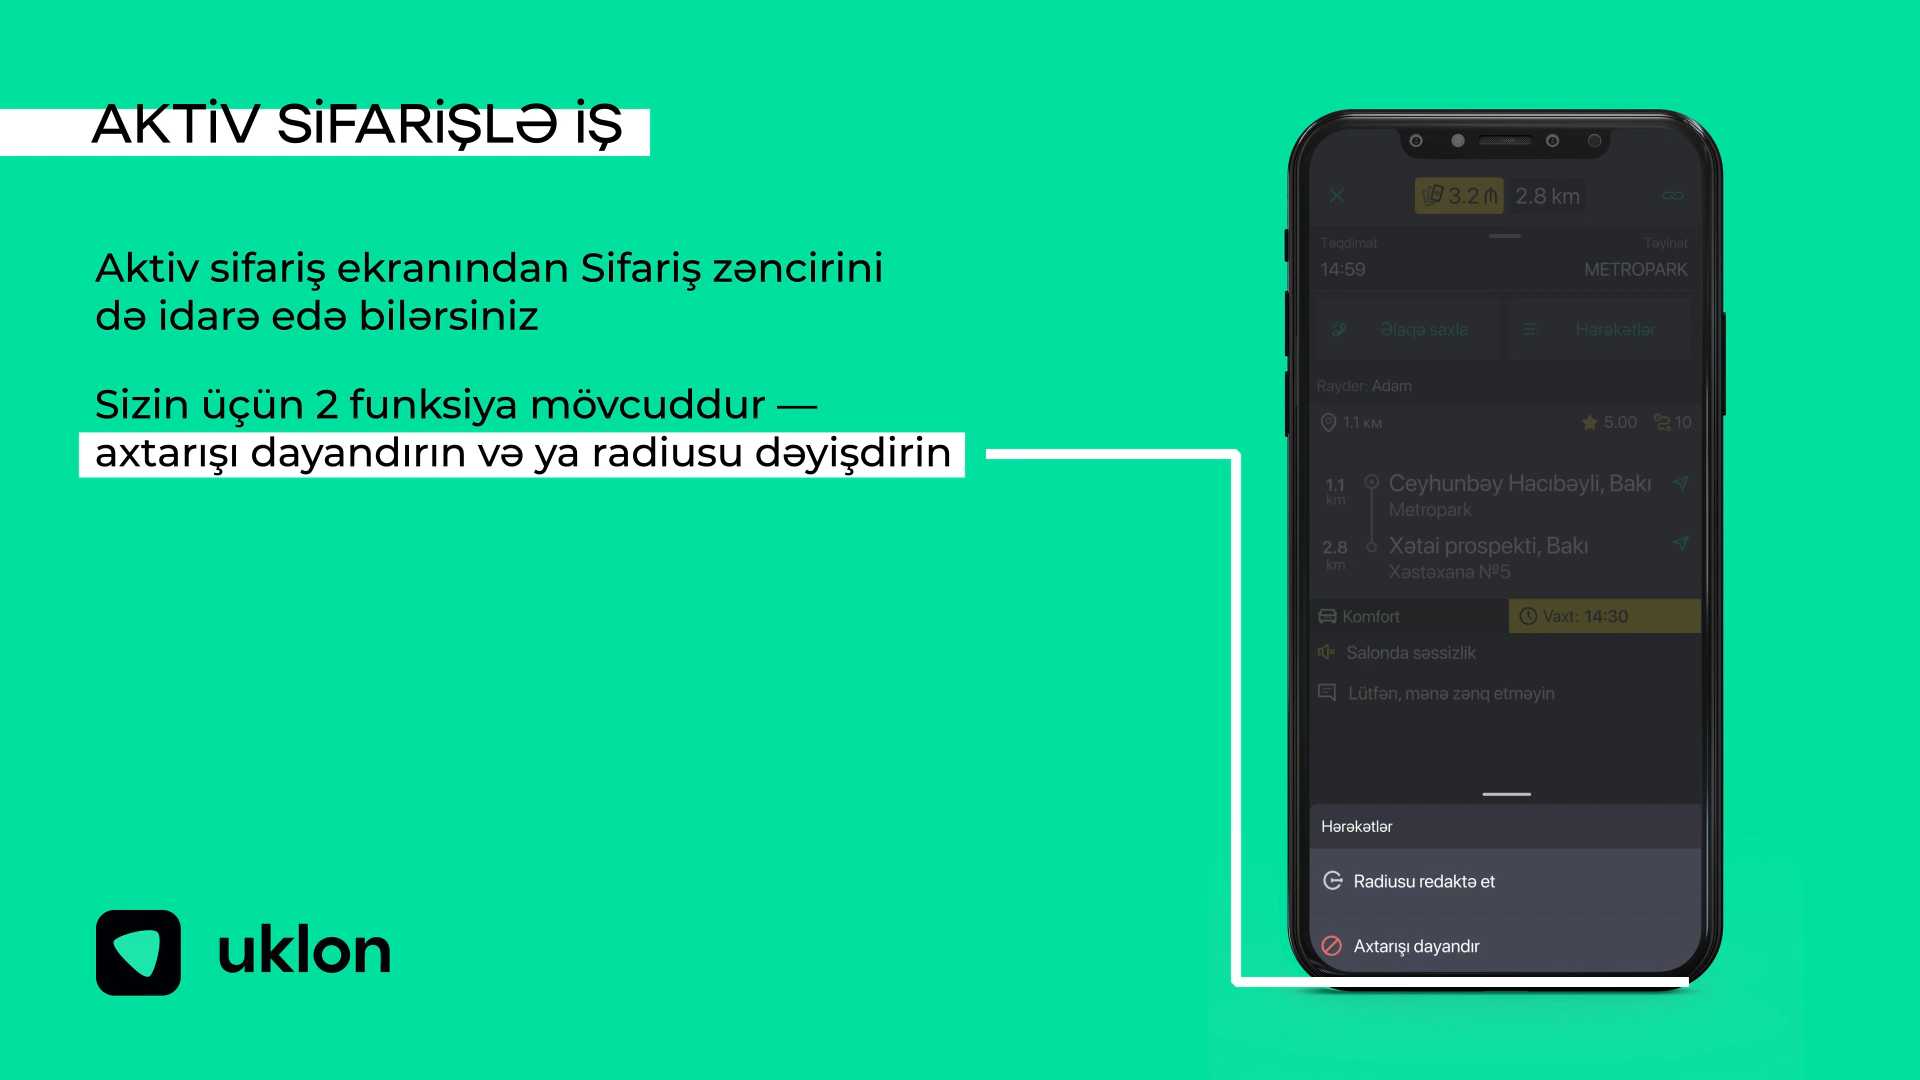 AKTİV SİFARİŞLƏ İŞ
Aktiv sifariş ekranından Sifariş zəncirini
də idarə edə bilərsiniz
Sizin üçün 2 funksiya mövcuddur —
axtarışı dayandırın və ya radiusu dəyişdirin
uklon
3.2 ₼ 2.8 km
Təqdimat Təyinat
14:59 METROPARK
Əlaqə saxla Hərəkətlər
Rayder: Adam
1.1 км 5.00 10
1.1 km Ceyhunbəy Hacıbəyli, Bakı
Metropark
2.8 km Xətai prospekti, Bakı
Xəstəxana №5
Komfort Vaxt: 14:30
Salonda səssizlik
Lütfən, mənə zənq etməyin
Hərəkətlər
Radiusu redaktə et
Axtarışı dayandır